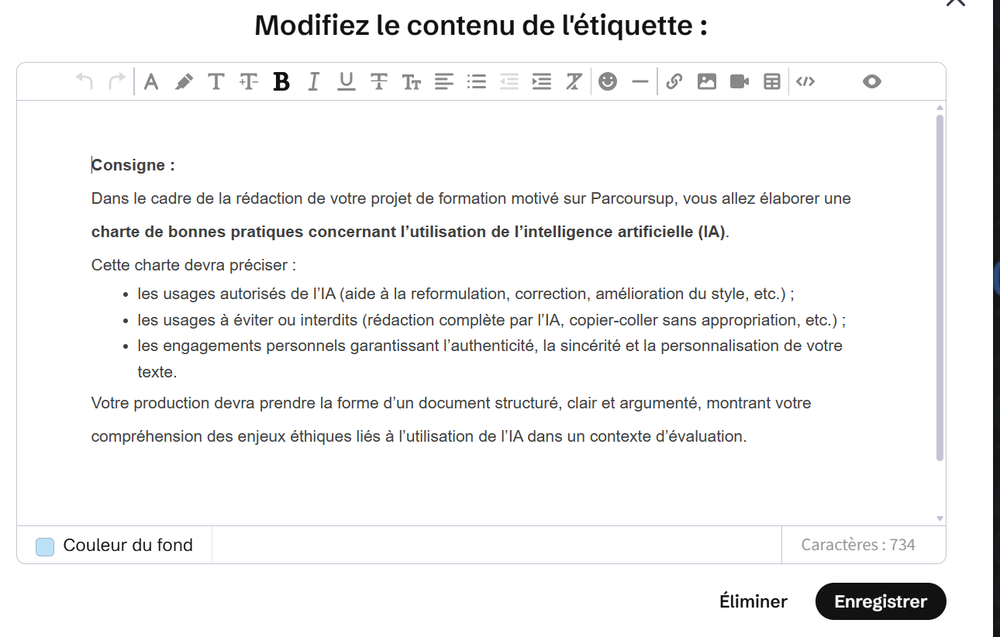 Modifiez le contenu de l'étiquette :
Consigne :
Dans le cadre de la rédaction de votre projet de formation motivé sur Parcoursup, vous allez élaborer une
charte de bonnes pratiques concernant l’utilisation de l’intelligence artificielle (IA).
Cette charte devra préciser :
• les usages autorisés de l’IA (aide à la reformulation, correction, amélioration du style, etc.) ;
• les usages à éviter ou interdits (rédaction complète par l’IA, copier-coller sans appropriation, etc.) ;
• les engagements personnels garantissant l’authenticité, la sincérité et la personnalisation de votre
texte.
Votre production devra prendre la forme d’un document structuré, clair et argumenté, montrant votre
compréhension des enjeux éthiques liés à l’utilisation de l’IA dans un contexte d’évaluation.
Couleur du fond
Caractères : 734
Éliminer
Enregistrer